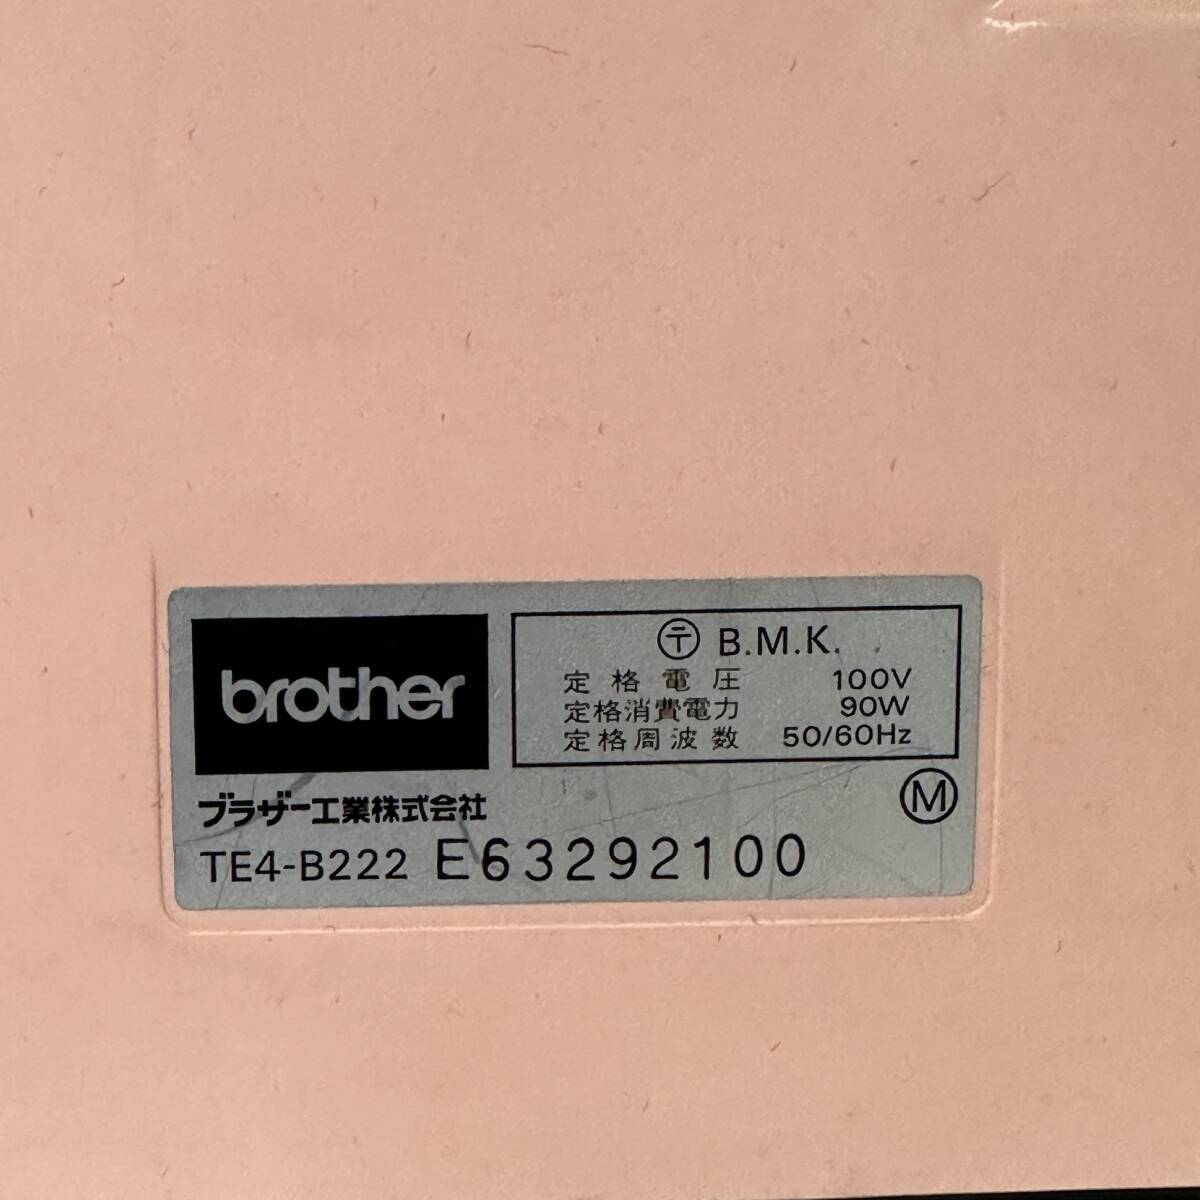 brother
〶 B.M.K.
定格電圧 100V
定格消費電力 90W
定格周波数 50/60Hz
ブラザー工業株式会社
Ⓜ
TE4-B222 E63292100